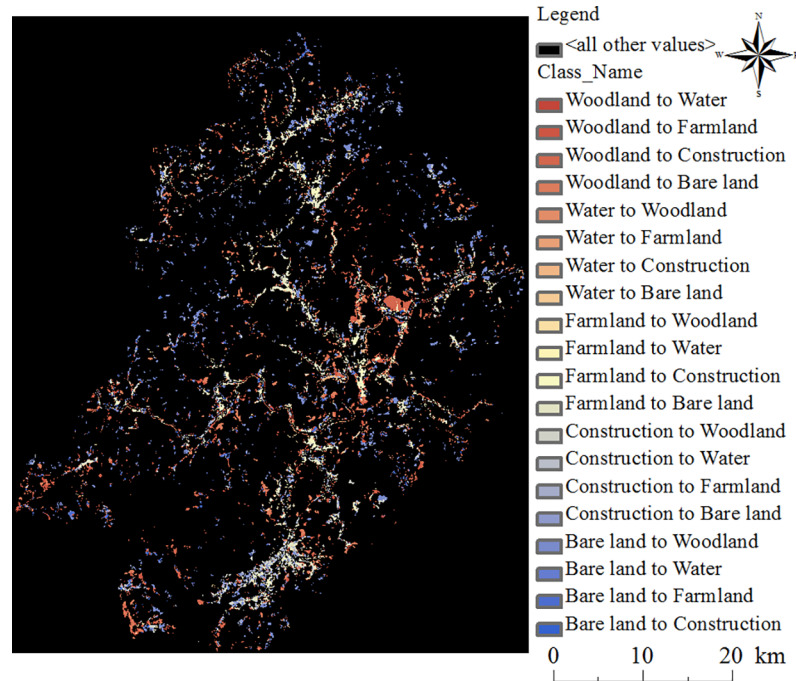 Legend
<all other values>
Class_Name
Woodland to Water
Woodland to Farmland
Woodland to Construction
Woodland to Bare land
Water to Woodland
Water to Farmland
Water to Construction
Water to Bare land
Farmland to Woodland
Farmland to Water
Farmland to Construction
Farmland to Bare land
Construction to Woodland
Construction to Water
Construction to Farmland
Construction to Bare land
Bare land to Woodland
Bare land to Water
Bare land to Farmland
Bare land to Construction
N
W
S
0 10 20 km